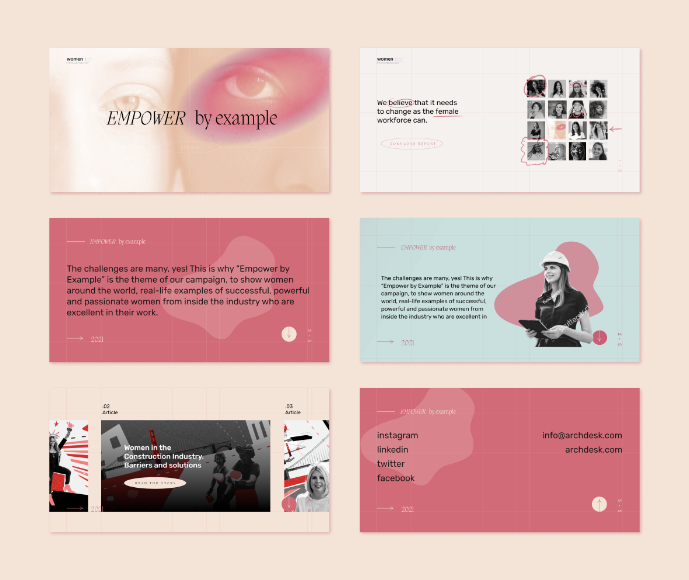 women
EMPOWER by example
women
We believe that it needs
to change as the female
workforce can.
EMPOWER by example
The challenges are many, yes! This is why "Empower by
Example" is the theme of our campaign, to show women
around the world, real-life examples of successful, powerful
and passionate women from inside the industry who are
excellent in their work.
2021
EMPOWER by example
The challenges are many, yes! This is why
"Empower by Example" is the theme of our
campaign, to show women around the
world, real-life examples of successful,
powerful and passionate women from
inside the industry who are excellent in
2021
.02
Article
.03
Article
Women in the
Construction Industry.
Barriers and solutions
2021
EMPOWER by example
instagram
linkedin
twitter
facebook
info@archdesk.com
archdesk.com
2021